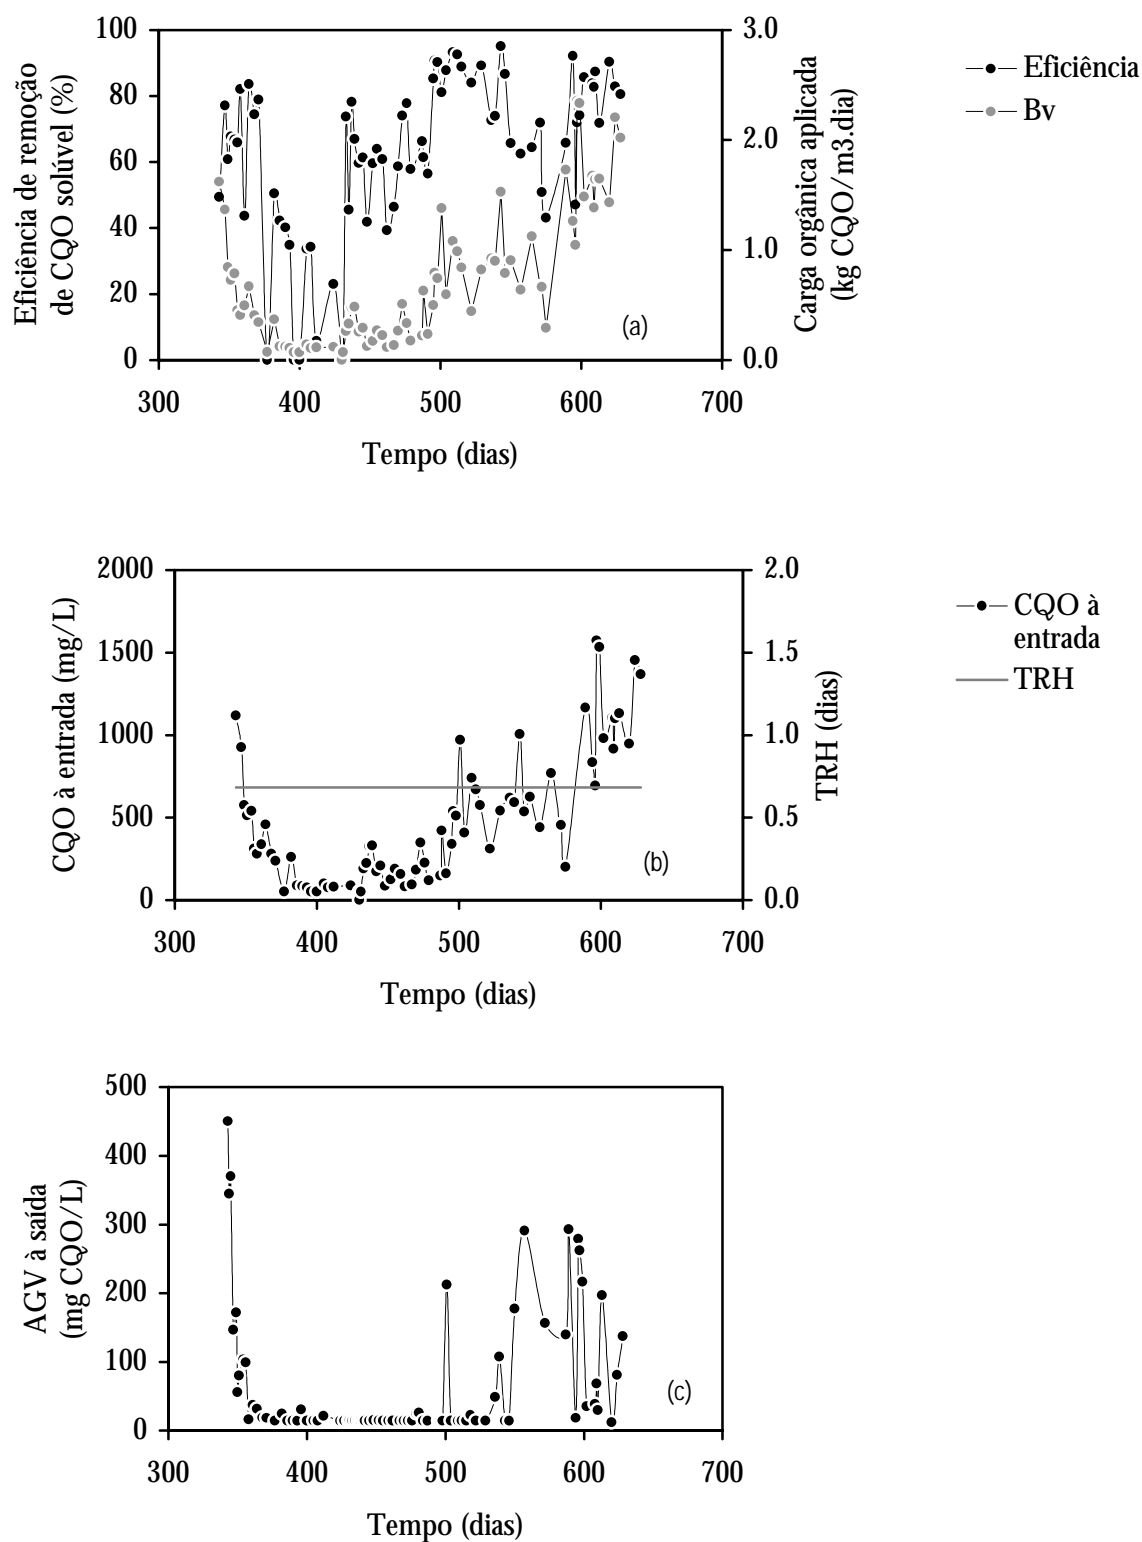 100
80
60
40
20
0
Eficiência de remoção
de CQO solúvel (%)
3.0
2.0
1.0
0.0
Carga orgânica aplicada
(kg CQO/m3.dia)
(a)
300 400 500 600 700
Tempo (dias)
Eficiência
Bv
2000
1500
1000
500
0
CQO à entrada (mg/L)
2.0
1.5
1.0
0.5
0.0
TRH (dias)
(b)
300 400 500 600 700
Tempo (dias)
CQO à
entrada
TRH
500
400
300
200
100
0
AGV à saída
(mg CQO/L)
(c)
300 400 500 600 700
Tempo (dias)